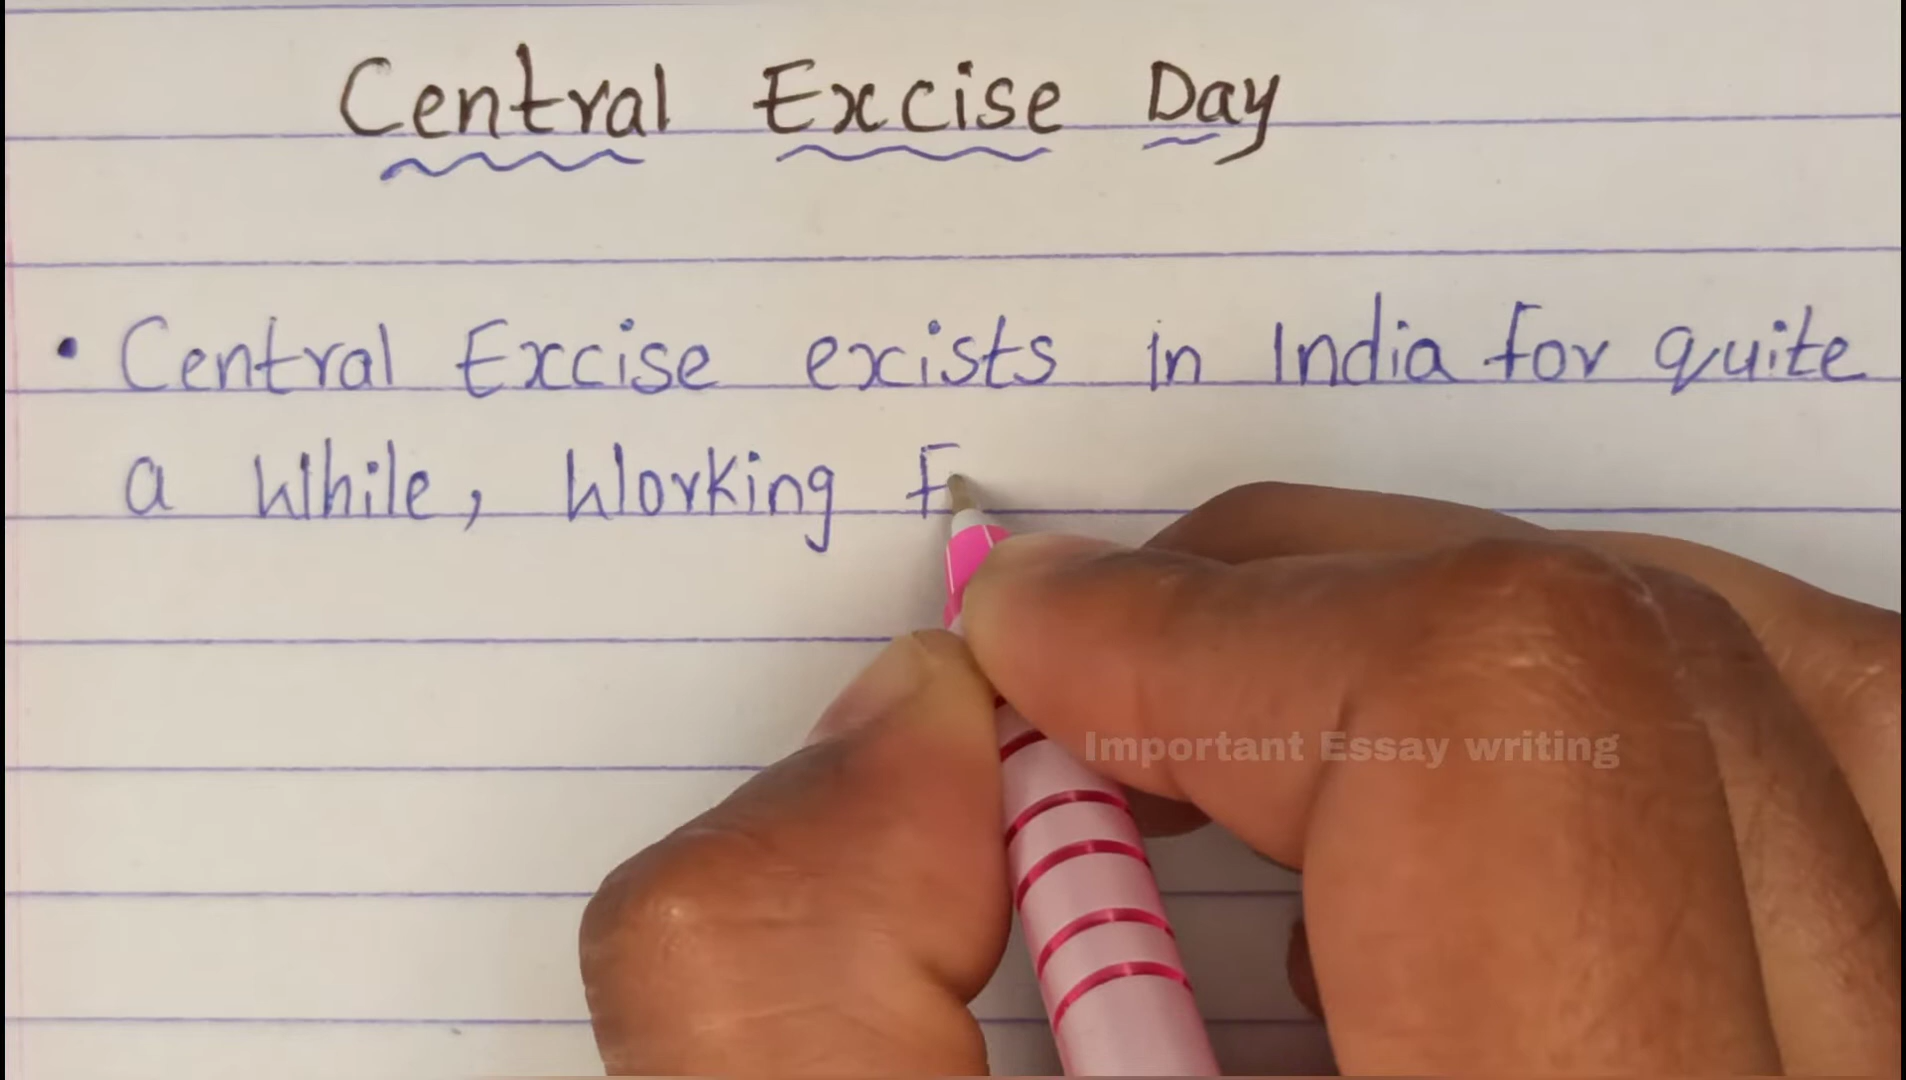 Central Excise Day
• Central Excise exists in India for quite
a While, Working F
Important Essay writing